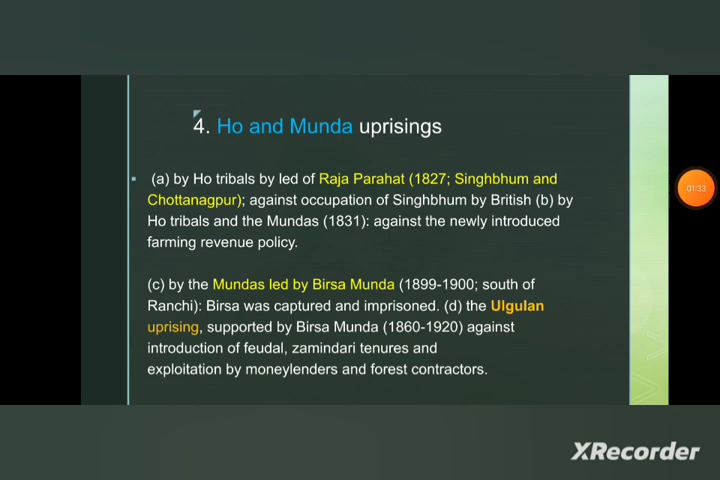 4. Ho and Munda uprisings
(a) by Ho tribals by led of Raja Parahat (1827; Singhbhum and
Chottanagpur); against occupation of Singhbhum by British (b) by
Ho tribals and the Mundas (1831): against the newly introduced
farming revenue policy.
(c) by the Mundas led by Birsa Munda (1899-1900; south of
Ranchi): Birsa was captured and imprisoned. (d) the Ulgulan
uprising, supported by Birsa Munda (1860-1920) against
introduction of feudal, zamindari tenures and
exploitation by moneylenders and forest contractors.
01:33
XRecorder